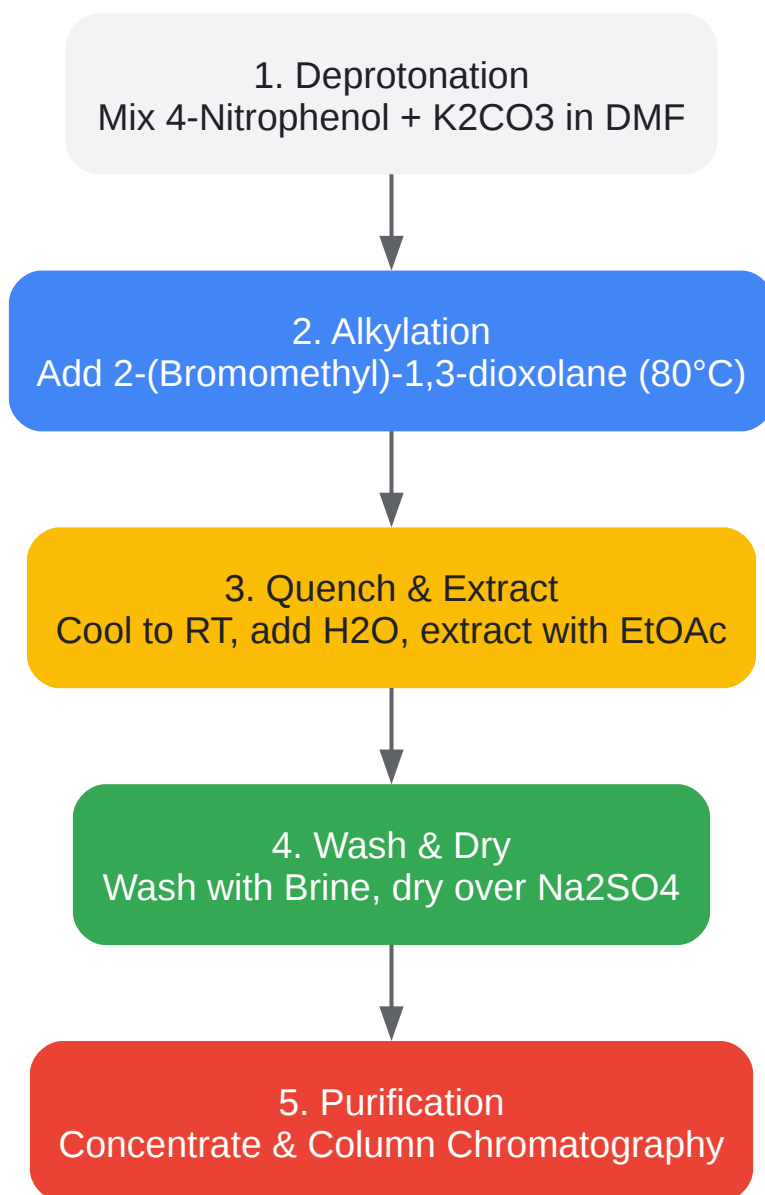 1. Deprotonation
Mix 4-Nitrophenol + K2CO3 in DMF
2. Alkylation
Add 2-(Bromomethyl)-1,3-dioxolane (80°C)
3. Quench & Extract
Cool to RT, add H2O, extract with EtOAc
4. Wash & Dry
Wash with Brine, dry over Na2SO4
5. Purification
Concentrate & Column Chromatography